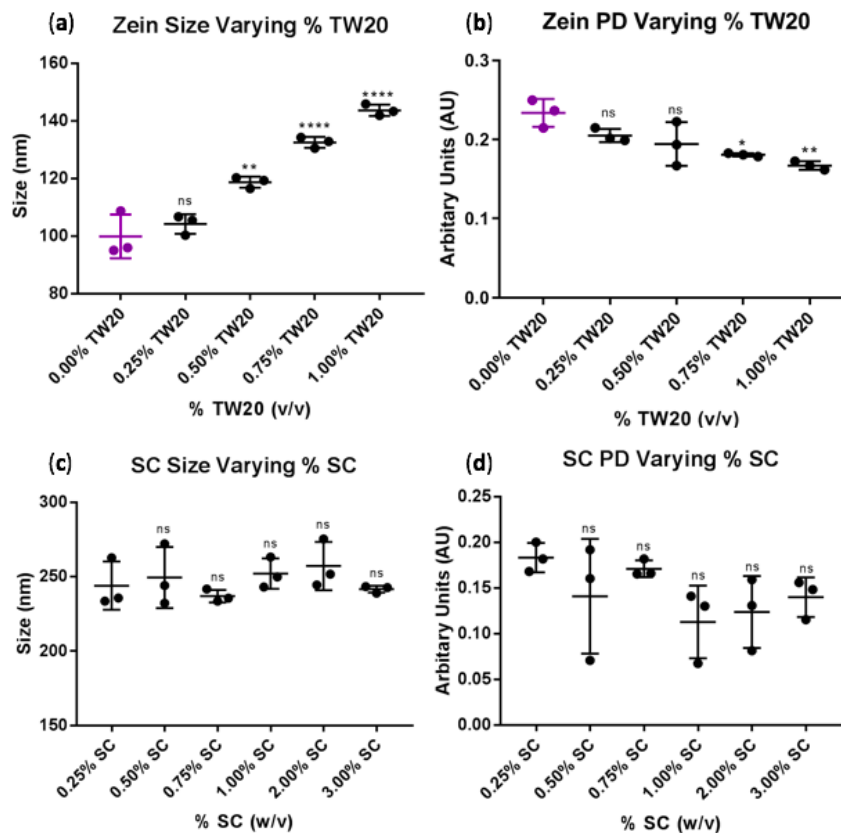 (a)
Zein Size Varying % TW20
Size (nm)
160
140
120
100
80
ns
**
****
****
0.00% TW20
0.25% TW20
0.50% TW20
0.75% TW20
1.00% TW20
% TW20 (v/v)
(b)
Zein PD Varying % TW20
Arbitary Units (AU)
0.3
0.2
0.1
0.0
ns
ns
*
**
0.00% TW20
0.25% TW20
0.50% TW20
0.75% TW20
1.00% TW20
% TW20 (v/v)
(c)
SC Size Varying % SC
Size (nm)
300
250
200
150
ns
ns
ns
ns
ns
0.25% SC
0.50% SC
0.75% SC
1.00% SC
2.00% SC
3.00% SC
% SC (w/v)
(d)
SC PD Varying % SC
Arbitary Units (AU)
0.25
0.20
0.15
0.10
0.05
0.00
ns
ns
ns
ns
ns
0.25% SC
0.50% SC
0.75% SC
1.00% SC
2.00% SC
3.00% SC
% SC (w/v)